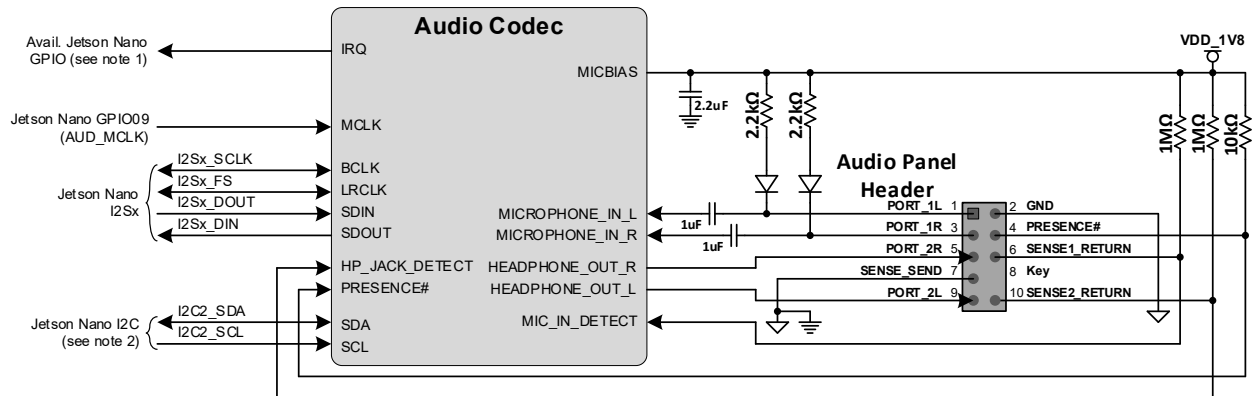 Audio Codec
Avail. Jetson Nano
GPIO (see note 1)
IRQ
VDD_1V8
MICBIAS
2.2uF
2.2kΩ
2.2kΩ
1MΩ
1MΩ
10kΩ
Jetson Nano GPIO09
(AUD_MCLK)
MCLK
Jetson Nano
I2Sx
I2Sx_SCLK
BCLK
I2Sx_FS
LRCLK
I2Sx_DOUT
SDIN
I2Sx_DIN
SDOUT
Audio Panel
Header
MICROPHONE_IN_L
1uF
PORT_1L 1
2 GND
MICROPHONE_IN_R
1uF
PORT_1R 3
4 PRESENCE#
HP_JACK_DETECT
HEADPHONE_OUT_R
PORT_2R 5
6 SENSE1_RETURN
PRESENCE#
HEADPHONE_OUT_L
SENSE_SEND 7
8 Key
PORT_2L 9
10 SENSE2_RETURN
MIC_IN_DETECT
Jetson Nano I2C
(see note 2)
I2C2_SDA
SDA
I2C2_SCL
SCL